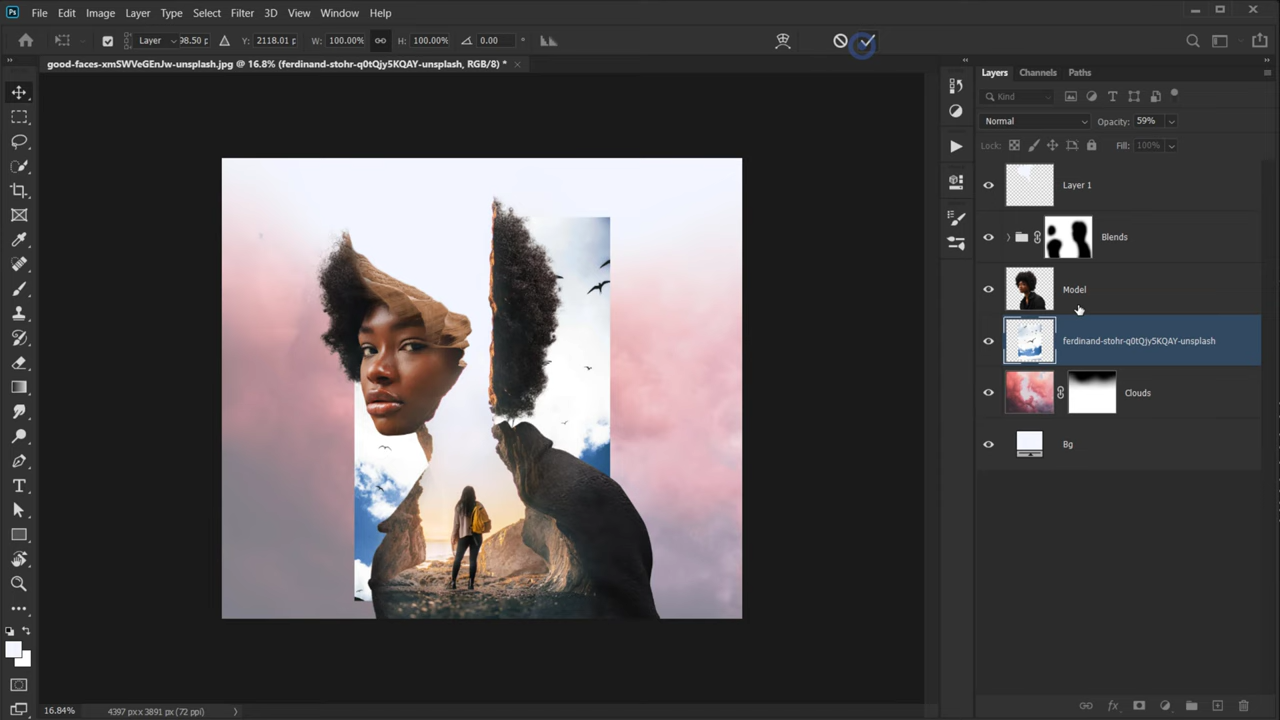 Ps File Edit Image Layer Type Select Filter 3D View Window Help
Layer 98.50 p 2118.01 p W: 100.00% H: 100.00% 0.00 °
good-faces-xmSWVeGEnJw-unsplash.jpg @ 16.8% (ferdinand-stohr-q0tQjy5KQAY-unsplash, RGB/8) *
Layers Channels Paths
Kind
Normal Opacity: 59%
Lock: Fill: 100%
Layer 1
Blends
Model
ferdinand-stohr-q0tQjy5KQAY-unsplash
Clouds
Bg
16.84% 4397 px x 3891 px (72 ppi)